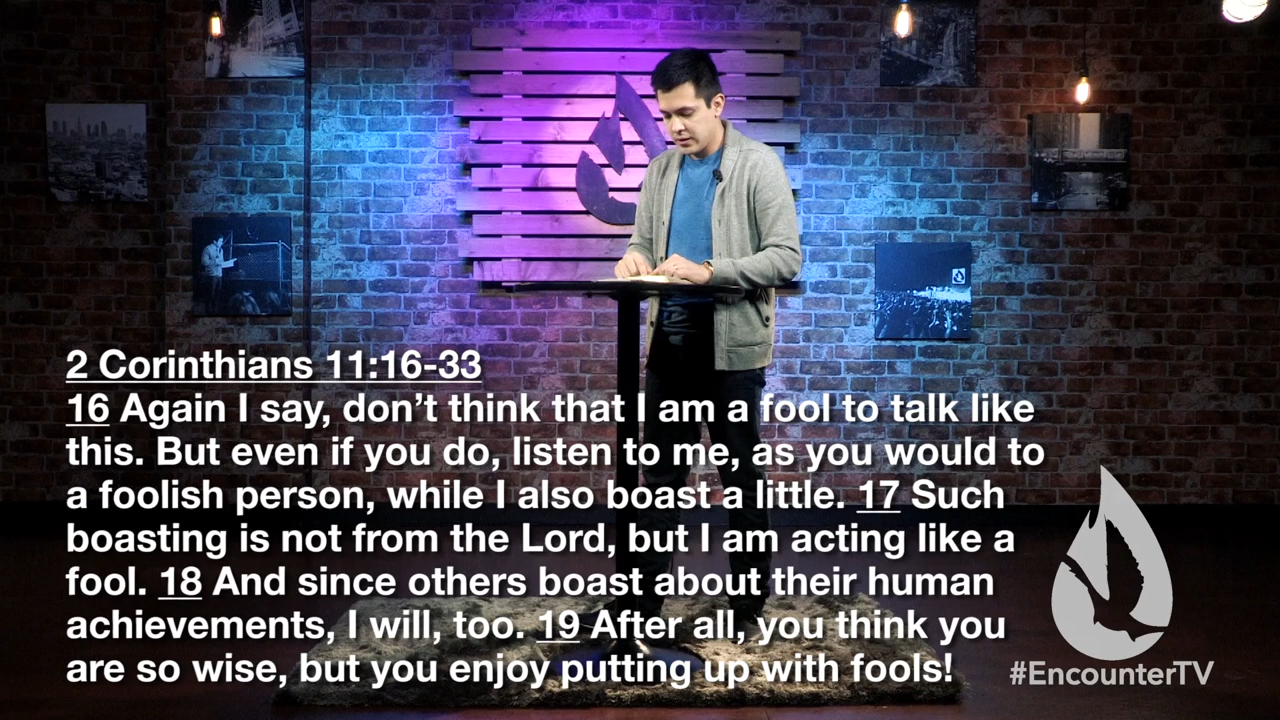 2 Corinthians 11:16-33
16 Again I say, don’t think that I am a fool to talk like
this. But even if you do, listen to me, as you would to
a foolish person, while I also boast a little. 17 Such
boasting is not from the Lord, but I am acting like a
fool. 18 And since others boast about their human
achievements, I will, too. 19 After all, you think you
are so wise, but you enjoy putting up with fools!
#EncounterTV